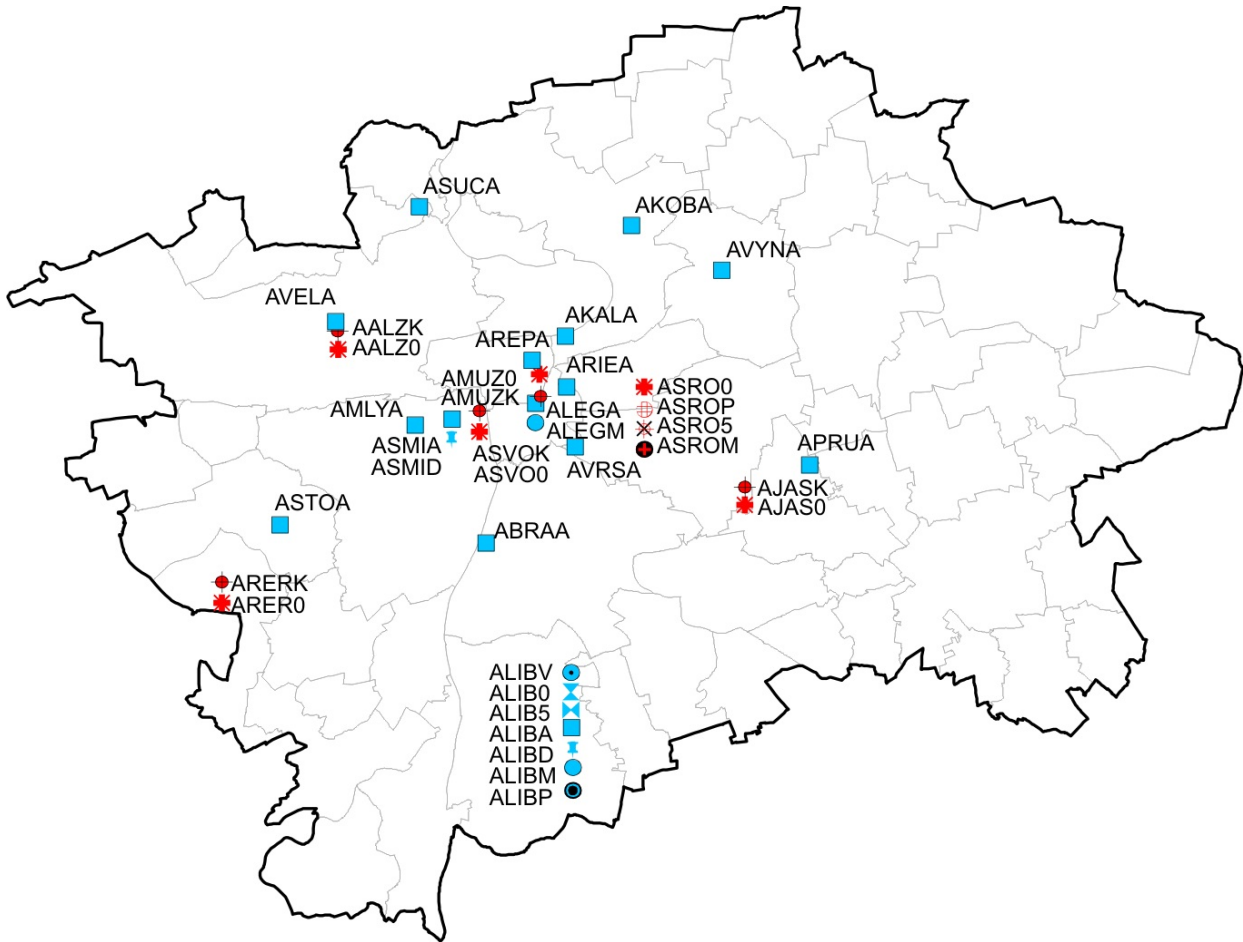 ASUCA
AKOBA
AVYNA
AVELA
AALZK
AALZ0
AKALA
AREPA
ARIEA
AMUZ0
AMUZK
ASRO0
ASROP
ASRO5
ASROM
AMLYA
ALEGA
ALEGM
ASMIA
ASMID
ASVOK
ASVO0
AVRSA
APRUA
AJASK
AJAS0
ASTOA
ABRAA
ARERK
ARER0
ALIBV
ALIB0
ALIB5
ALIBA
ALIBD
ALIBM
ALIBP